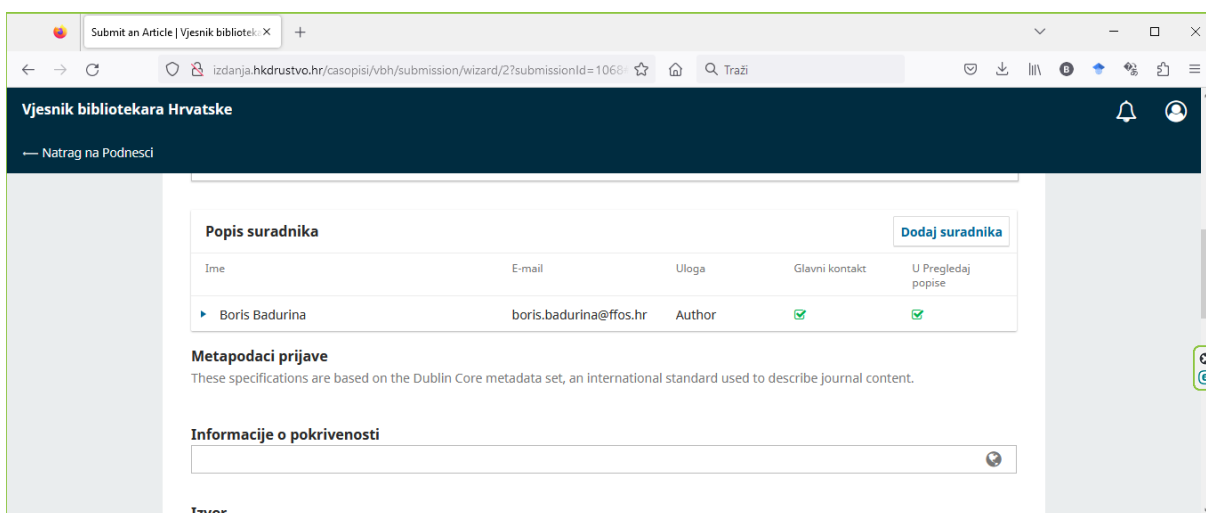 Submit an Article | Vjesnik bibliotek
izdanja.hkdrustvo.hr/casopisi/vbh/submission/wizard/2?submissionId=1068
Traži
Vjesnik bibliotekara Hrvatske
← Natrag na Podnesci
Popis suradnika
Dodaj suradnika
Ime E-mail Uloga Glavni kontakt U Pregledaj
popise
Boris Badurina boris.badurina@ffos.hr Author
Metapodaci prijave
These specifications are based on the Dublin Core metadata set, an international standard used to describe journal content.
Informacije o pokrivenosti
Izvor